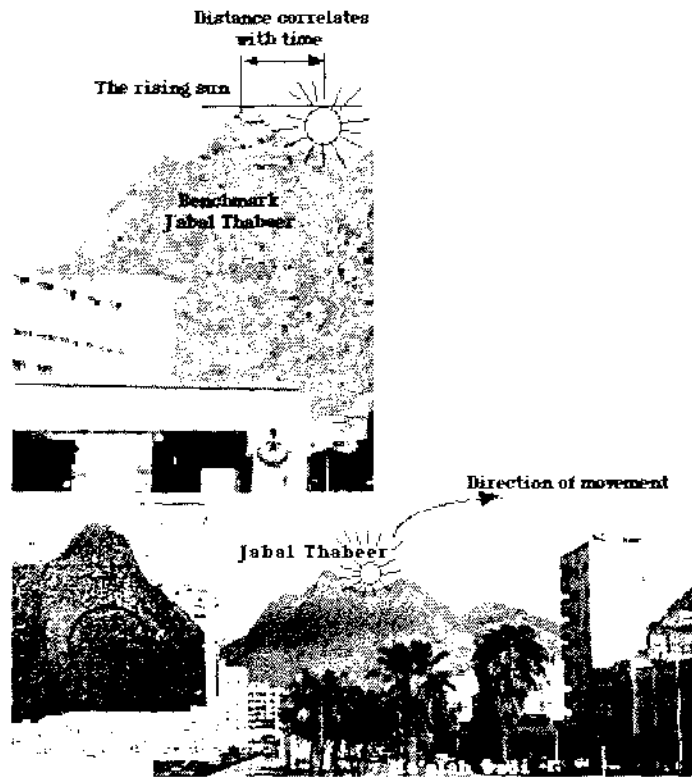 Distance correlates
with time
The rising sun
Benchmark
Jabal Thabeer
Direction of movement
Jabal Thabeer